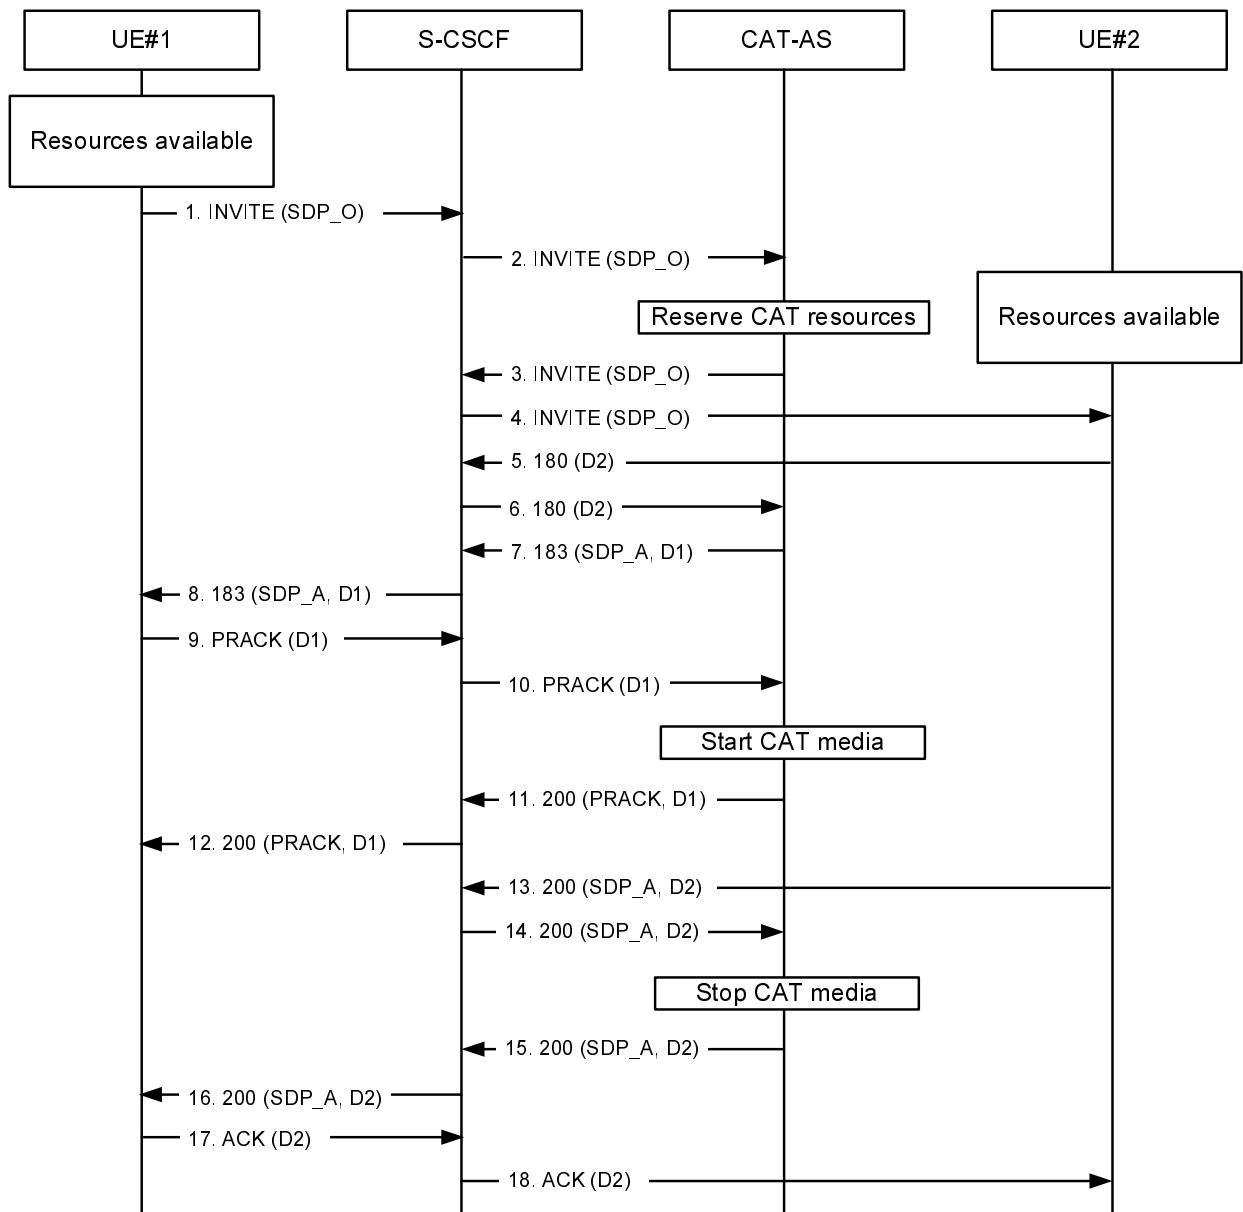 UE#1
S-CSCF
CAT-AS
UE#2
Resources available
1. INVITE (SDP_O)
2. INVITE (SDP_O)
Reserve CAT resources
Resources available
3. INVITE (SDP_O)
4. INVITE (SDP_O)
5. 180 (D2)
6. 180 (D2)
7. 183 (SDP_A, D1)
8. 183 (SDP_A, D1)
9. PRACK (D1)
10. PRACK (D1)
Start CAT media
11. 200 (PRACK, D1)
12. 200 (PRACK, D1)
13. 200 (SDP_A, D2)
14. 200 (SDP_A, D2)
Stop CAT media
15. 200 (SDP_A, D2)
16. 200 (SDP_A, D2)
17. ACK (D2)
18. ACK (D2)